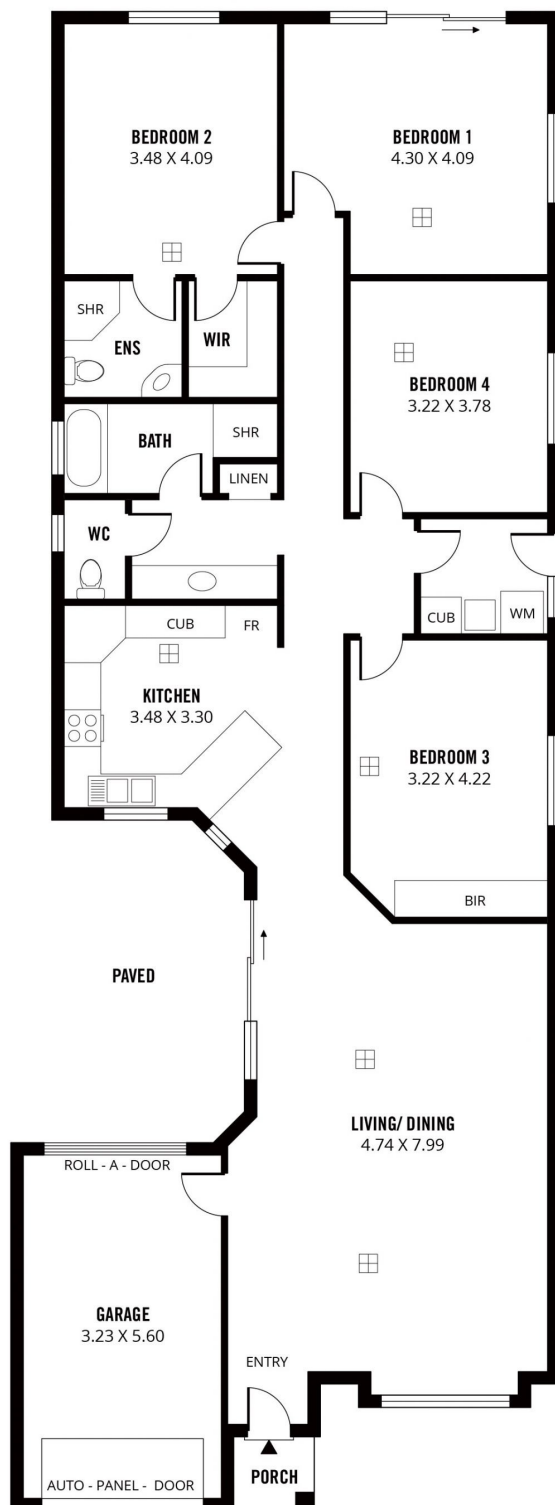 BEDROOM 2
3.48 X 4.09
BEDROOM 1
4.30 X 4.09
SHR
ENS
WIR
BEDROOM 4
3.22 X 3.78
BATH
SHR
LINEN
WC
CUB
WM
CUB
FR
KITCHEN
3.48 X 3.30
BEDROOM 3
3.22 X 4.22
BIR
PAVED
LIVING/ DINING
4.74 X 7.99
ROLL - A - DOOR
GARAGE
3.23 X 5.60
ENTRY
AUTO - PANEL - DOOR
PORCH